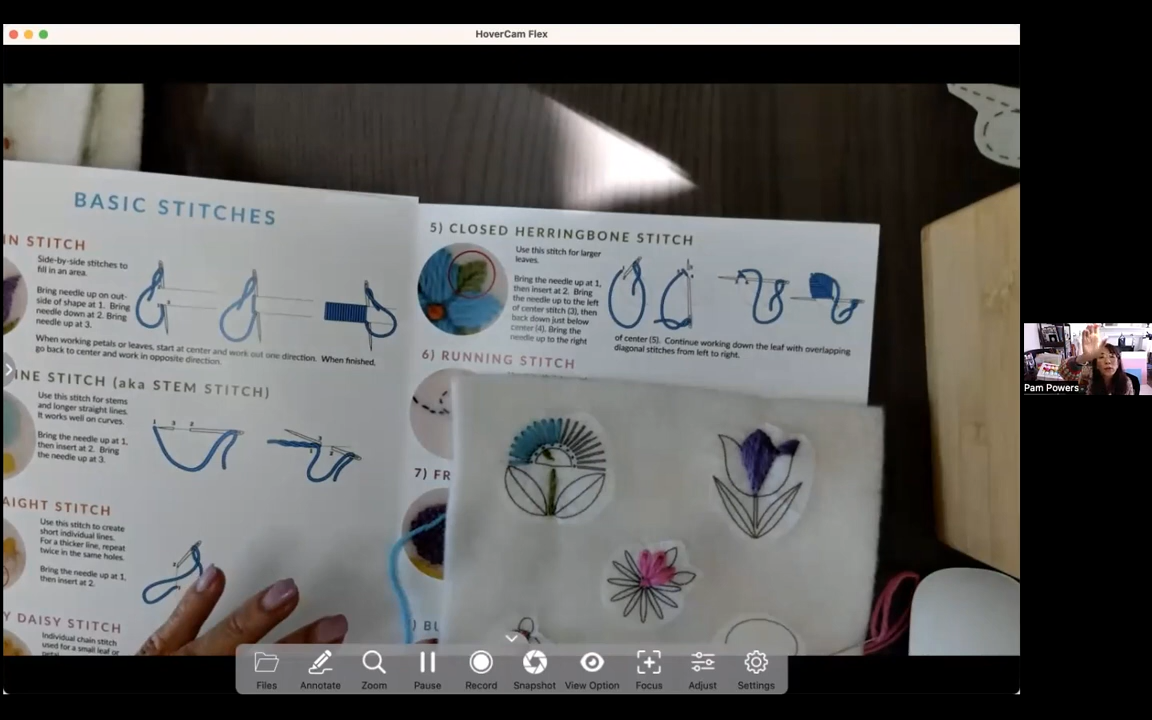 HoverCam Flex
BASIC STITCHES
IN STITCH
Side-by-side stitches to
fill in an area.
Bring needle up on out-
side of shape at 1. Bring
needle down at 2. Bring
needle up at 3.
When working petals or leaves, start at center and work out one direction. When finished,
go back to center and work in opposite direction.
INE STITCH (aka STEM STITCH)
Use this stitch for stems
and longer straight lines.
It works well on curves.
Bring the needle up at 1,
then insert at 2. Bring
the needle up at 3.
AIGHT STITCH
Use this stitch to create
short individual lines.
For a thicker line, repeat
twice in the same holes.
Bring the needle up at 1,
then insert at 2.
Y DAISY STITCH
Individual chain stitch
used for a small leaf or
5) CLOSED HERRINGBONE STITCH
Use this stitch for larger
leaves.
Bring the needle up at 1,
then insert at 2. Bring
the needle up to the left
of center stitch (3), then
back down just below
center (4). Bring the
needle up to the right
of center (5). Continue working down the leaf with overlapping
diagonal stitches from left to right.
6) RUNNING STITCH
7) FR
) BL
Pam Powers
Files
Annotate
Zoom
Pause
Record
Snapshot
View Option
Focus
Adjust
Settings